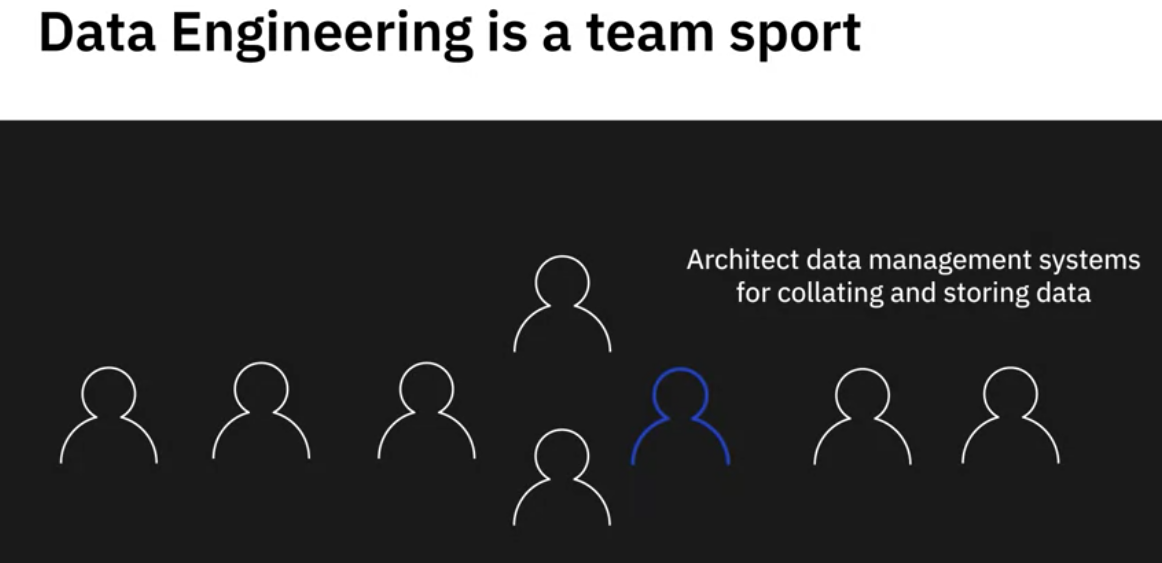 Data Engineering is a team sport
Architect data management systems
for collating and storing data